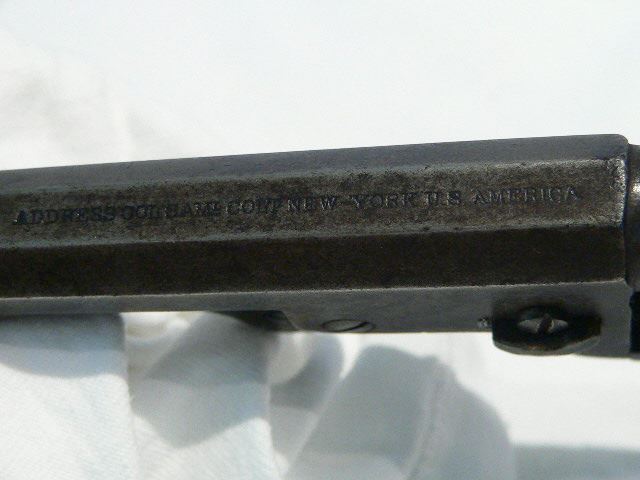 ADDRESS COL. SAML COLT NEW-YORK U.S. AMERICA